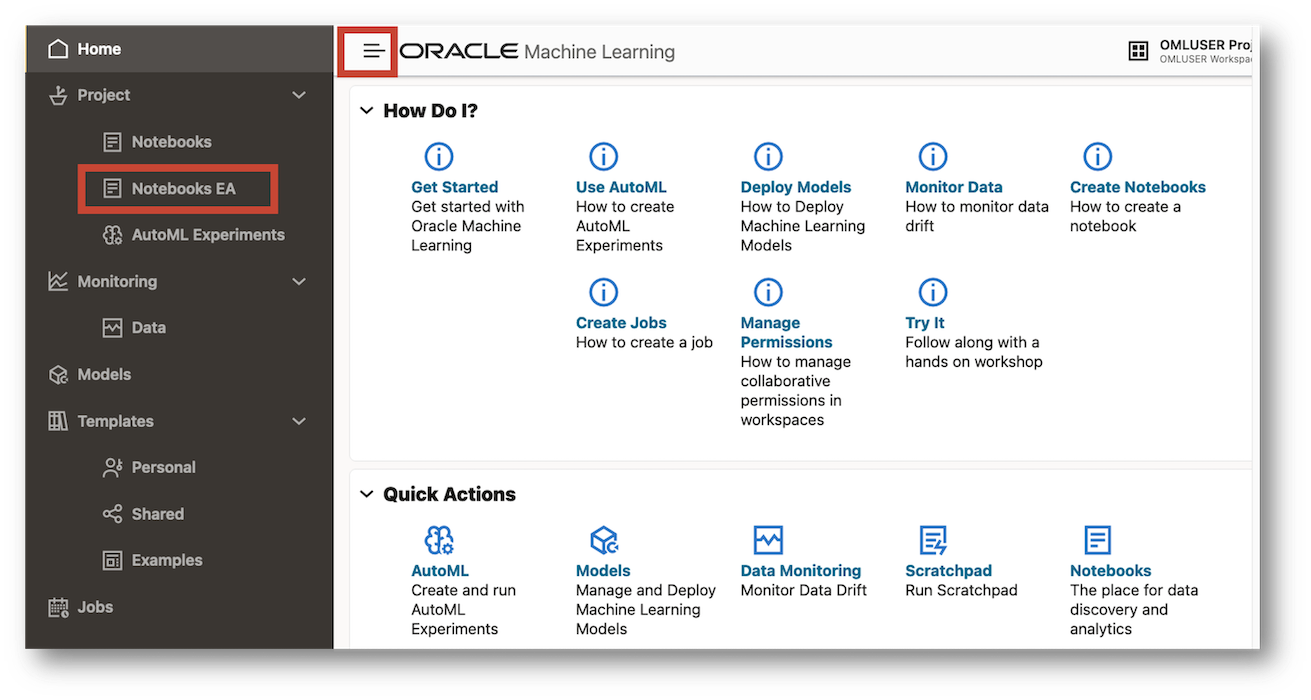 Home
Project
Notebooks
Notebooks EA
AutoML Experiments
Monitoring
Data
Models
Templates
Personal
Shared
Examples
Jobs
ORACLE Machine Learning
OMLUSER Proj
OMLUSER Workspa
How Do I?
Get Started
Get started with
Oracle Machine
Learning
Use AutoML
How to create
AutoML
Experiments
Deploy Models
How to Deploy
Machine Learning
Models
Monitor Data
How to monitor data
drift
Create Notebooks
How to create a
notebook
Create Jobs
How to create a job
Manage
Permissions
How to manage
collaborative
permissions in
workspaces
Try It
Follow along with a
hands on workshop
Quick Actions
AutoML
Create and run
AutoML
Experiments
Models
Manage and Deploy
Machine Learning
Models
Data Monitoring
Monitor Data Drift
Scratchpad
Run Scratchpad
Notebooks
The place for data
discovery and
analytics